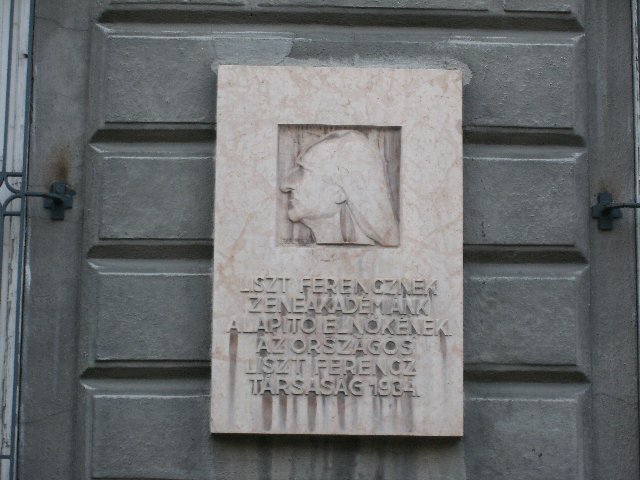 LISZT FERENCZNEK
ZENEAKADÉMIÁNK
ALAPÍTÓ ELNÖKÉNEK
AZ ORSZÁGOS
LISZT FERENCZ
TÁRSASÁG 1934.